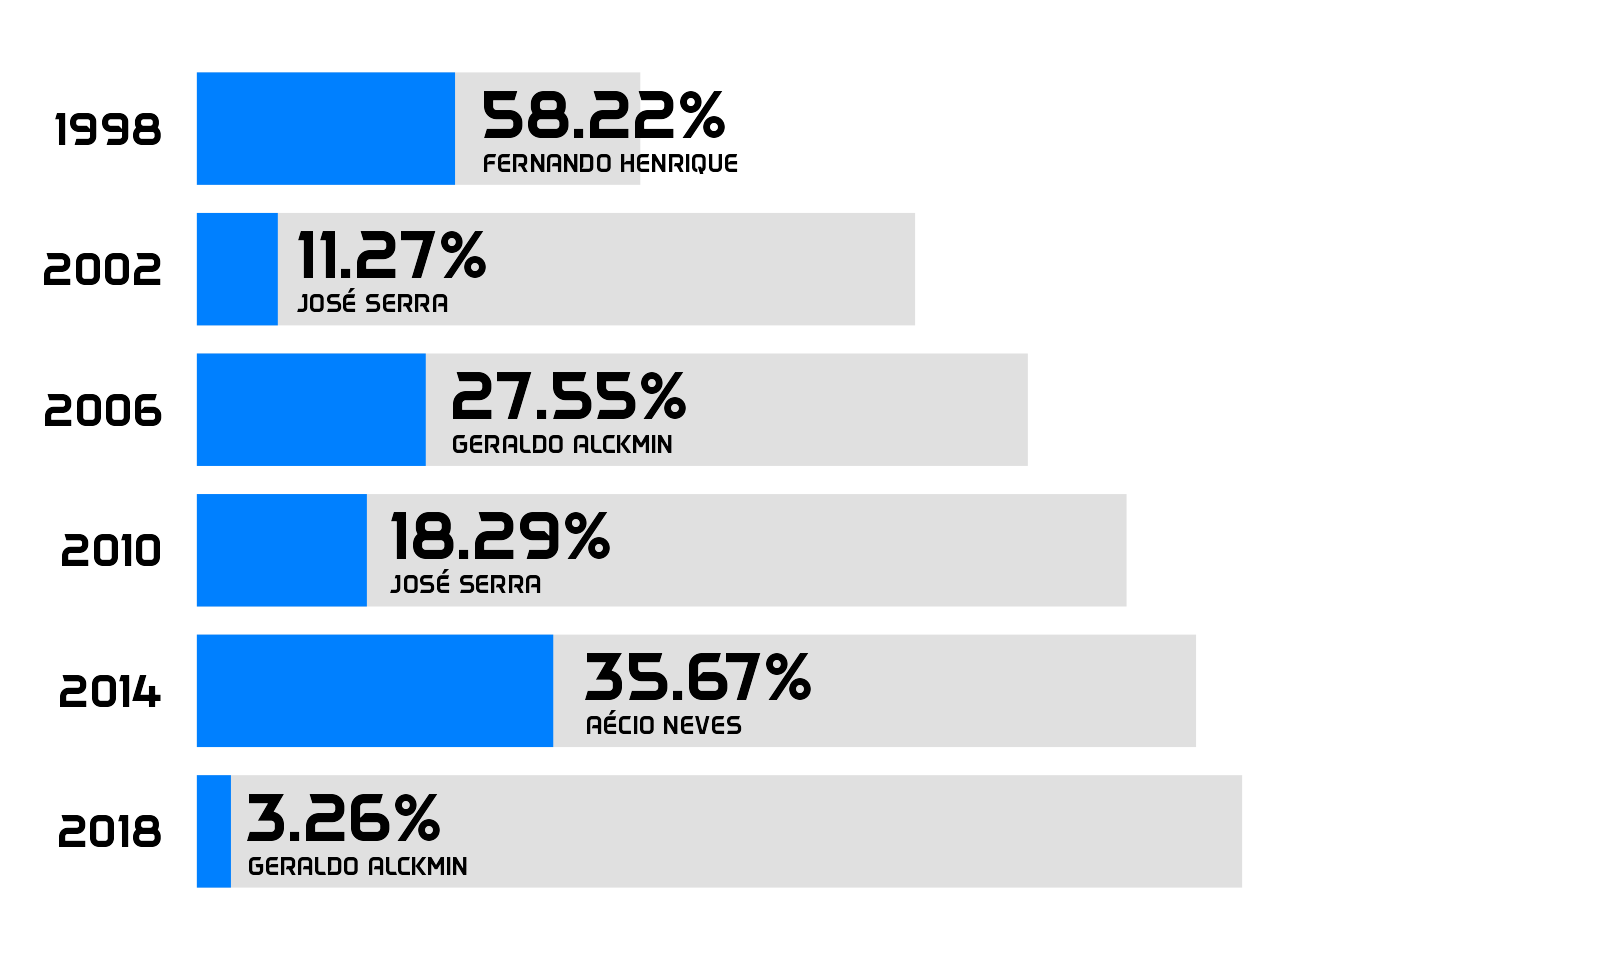 1998
58.22%
FERNANDO HENRIQUE
2002
11.27%
JOSÉ SERRA
2006
27.55%
GERALDO ALCKMIN
2010
18.29%
JOSÉ SERRA
2014
35.67%
AÉCIO NEVES
2018
3.26%
GERALDO ALCKMIN